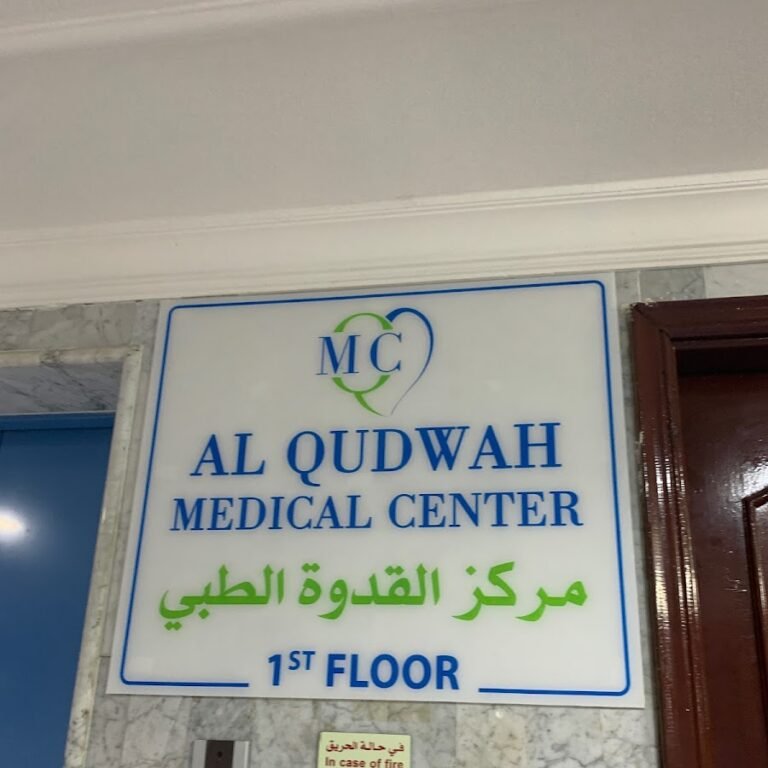 MC
AL QUDWAH
MEDICAL CENTER
مركز القدوة الطبي
1ST FLOOR
في حالة الحريق
In case of fire